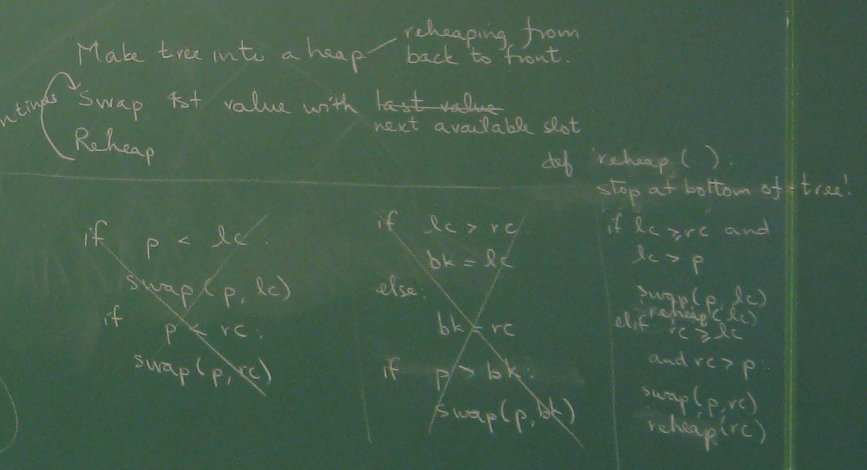 Make tree into a heap — reheaping from
back to front.
Swap 1st value with last value
next available slot
Reheap
def reheap( ):
stop at bottom of tree!
if p < lc:
swap(p, lc)
if p < rc:
swap(p, rc)
if lc > rc
bk = lc
else:
bk = rc
if p > bk:
swap(p, bk)
if lc ≥ rc and
lc > p
swap(p, lc)
reheap(lc)
elif rc ≥ lc
and rc > p
swap(p, rc)
reheap(rc)